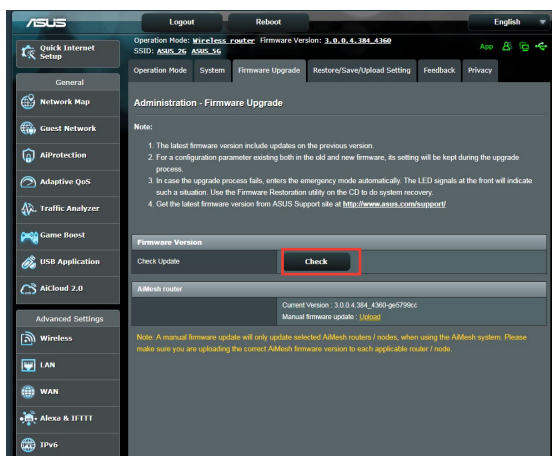 ASUS
Logout
Reboot
English
Operation Mode: Wireless router Firmware Version: 3.0.0.4.384_4360
SSID: ASUS_2G ASUS_5G
App
Quick Internet
Setup
General
Network Map
Guest Network
AiProtection
Adaptive QoS
Traffic Analyzer
Game Boost
USB Application
AiCloud 2.0
Advanced Settings
Wireless
LAN
WAN
Alexa & IFTTT
IPv6
Operation Mode
System
Firmware Upgrade
Restore/Save/Upload Setting
Feedback
Privacy
Administration - Firmware Upgrade
Note:
1. The latest firmware version include updates on the previous version.
2. For a configuration parameter existing both in the old and new firmware, its setting will be kept during the upgrade
process.
3. In case the upgrade process fails, enters the emergency mode automatically. The LED signals at the front will indicate
such a situation. Use the Firmware Restoration utility on the CD to do system recovery.
4. Get the latest firmware version from ASUS Support site at http://www.asus.com/support/
Firmware Version
Check Update
Check
AiMesh router
Current Version : 3.0.0.4.384_4360-ge5799cc
Manual firmware update : Upload
Note: A manual firmware update will only update selected AiMesh routers / nodes, when using the AiMesh system. Please
make sure you are uploading the correct AiMesh firmware version to each applicable router / node.